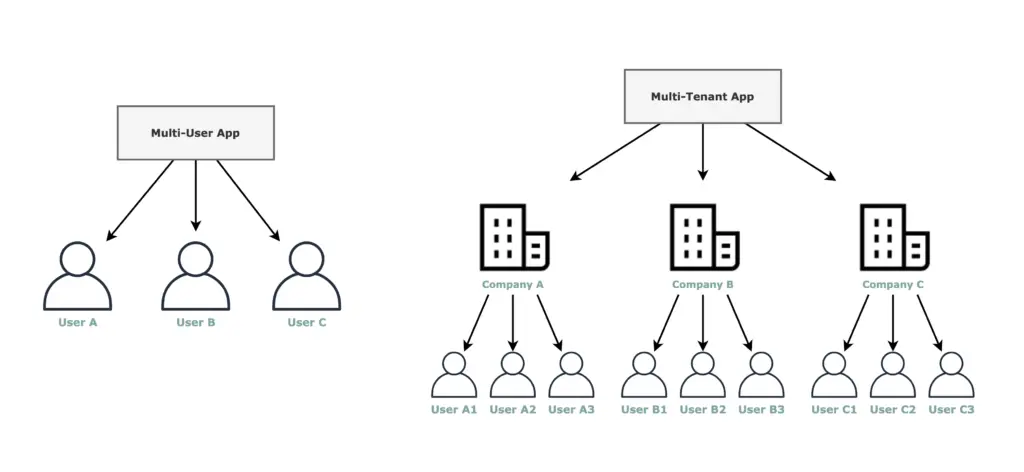 Multi-User App
User A
User B
User C
Multi-Tenant App
Company A
Company B
Company C
User A1
User A2
User A3
User B1
User B2
User B3
User C1
User C2
User C3